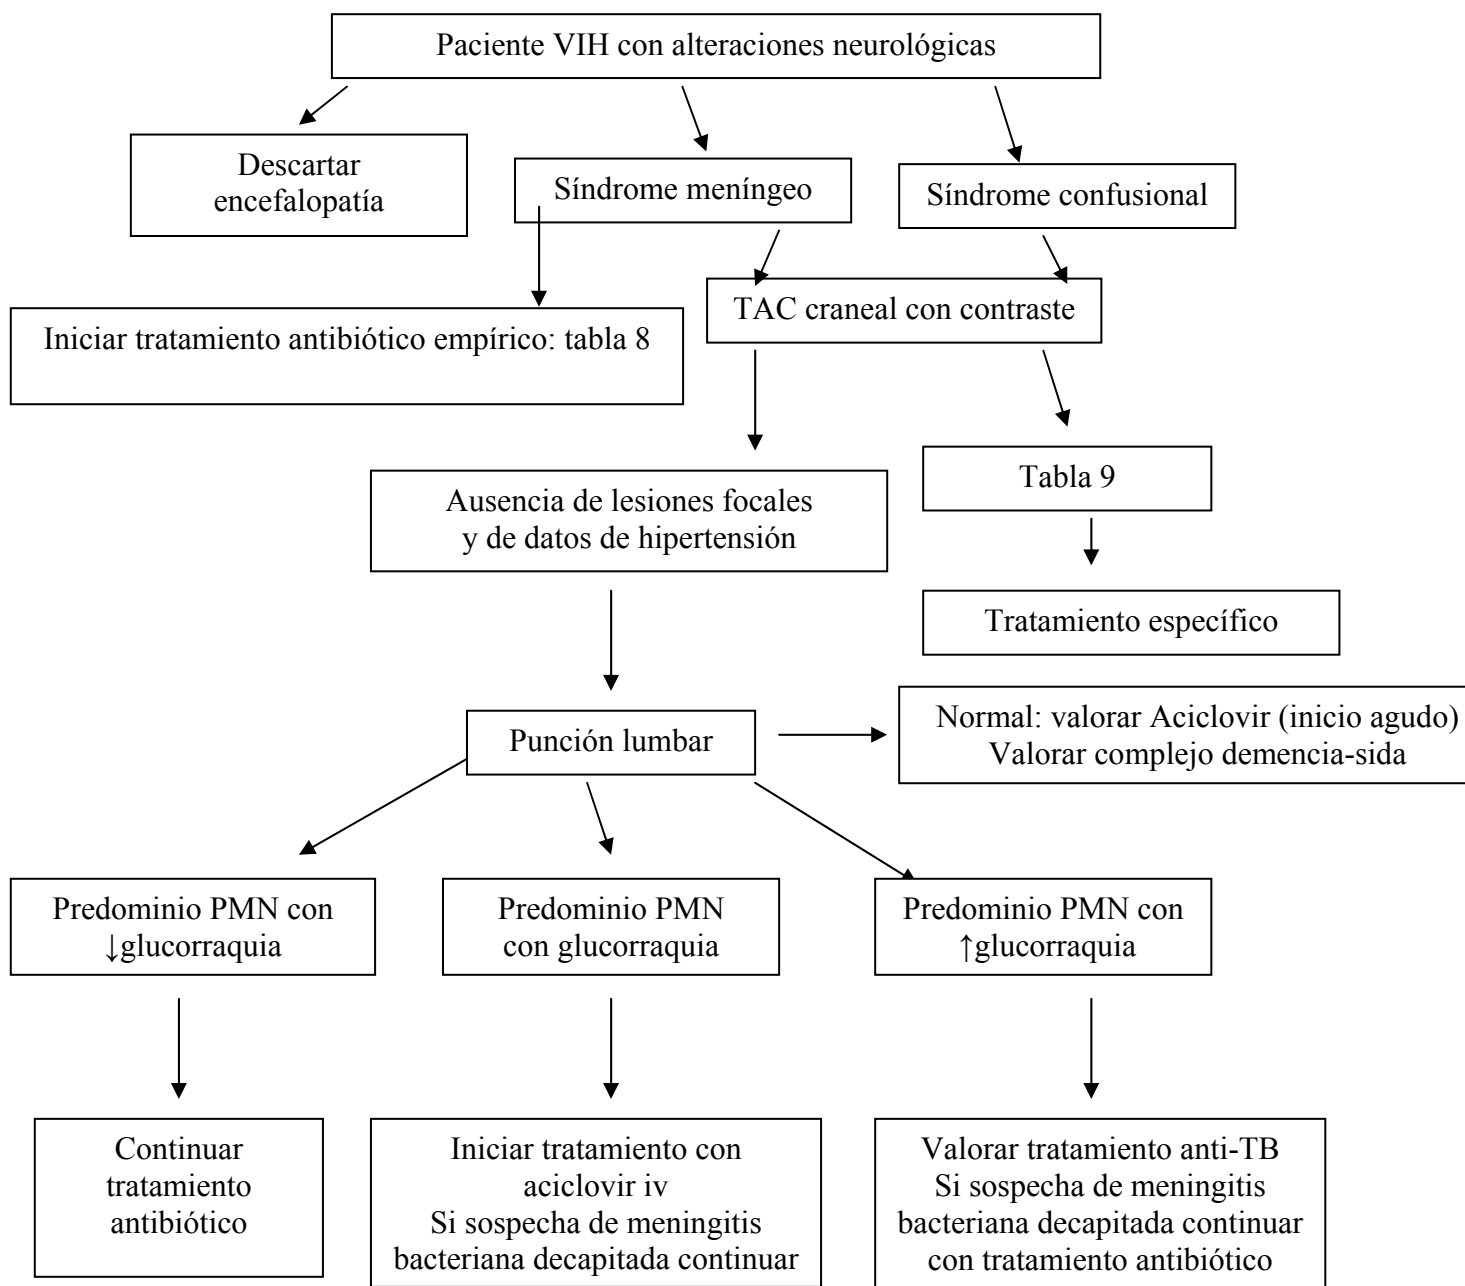 Paciente VIH con alteraciones neurológicas
Descartar
encefalopatía
Síndrome meníngeo
Síndrome confusional
Iniciar tratamiento antibiótico empírico: tabla 8
TAC craneal con contraste
Ausencia de lesiones focales
y de datos de hipertensión
Tabla 9
Tratamiento específico
Punción lumbar
Normal: valorar Aciclovir (inicio agudo)
Valorar complejo demencia-sida
Predominio PMN con
↓glucorraquia
Predominio PMN
con glucorraquia
Predominio PMN con
↑glucorraquia
Continuar
tratamiento
antibiótico
Iniciar tratamiento con
aciclovir iv
Si sospecha de meningitis
bacteriana decapitada continuar
Valorar tratamiento anti-TB
Si sospecha de meningitis
bacteriana decapitada continuar
con tratamiento antibiótico